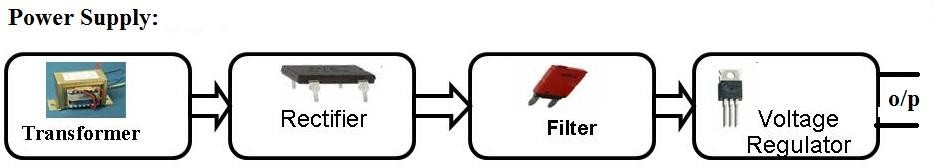 Power Supply:
Transformer
Rectifier
Filter
Voltage
Regulator
o/p